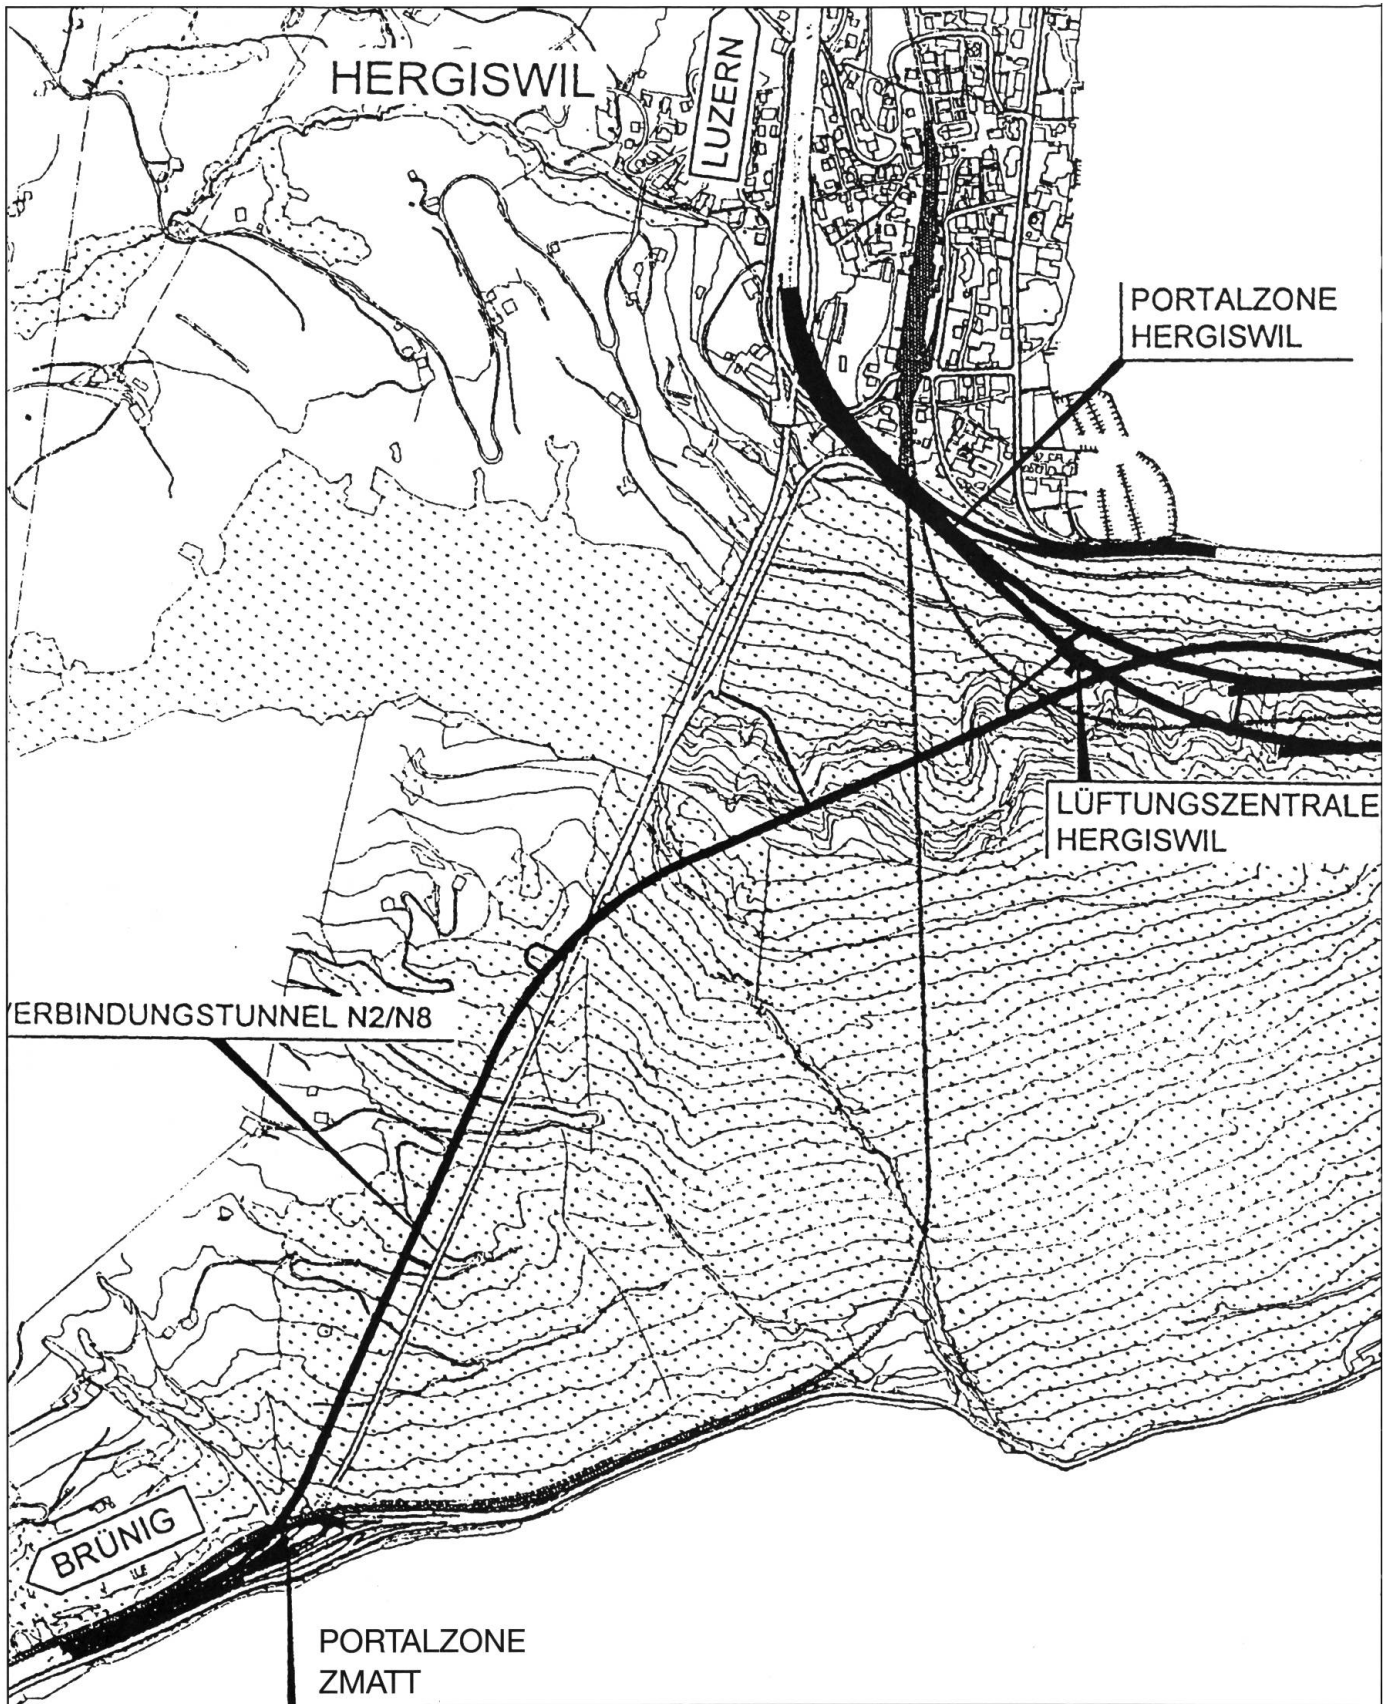 HERGISWIL
LUZERN
PORTALZONE
HERGISWIL
LÜFTUNGSZENTRALE
HERGISWIL
VERBINDUNGSTUNNEL N2/N8
BRÜNIG
PORTALZONE
ZMATT